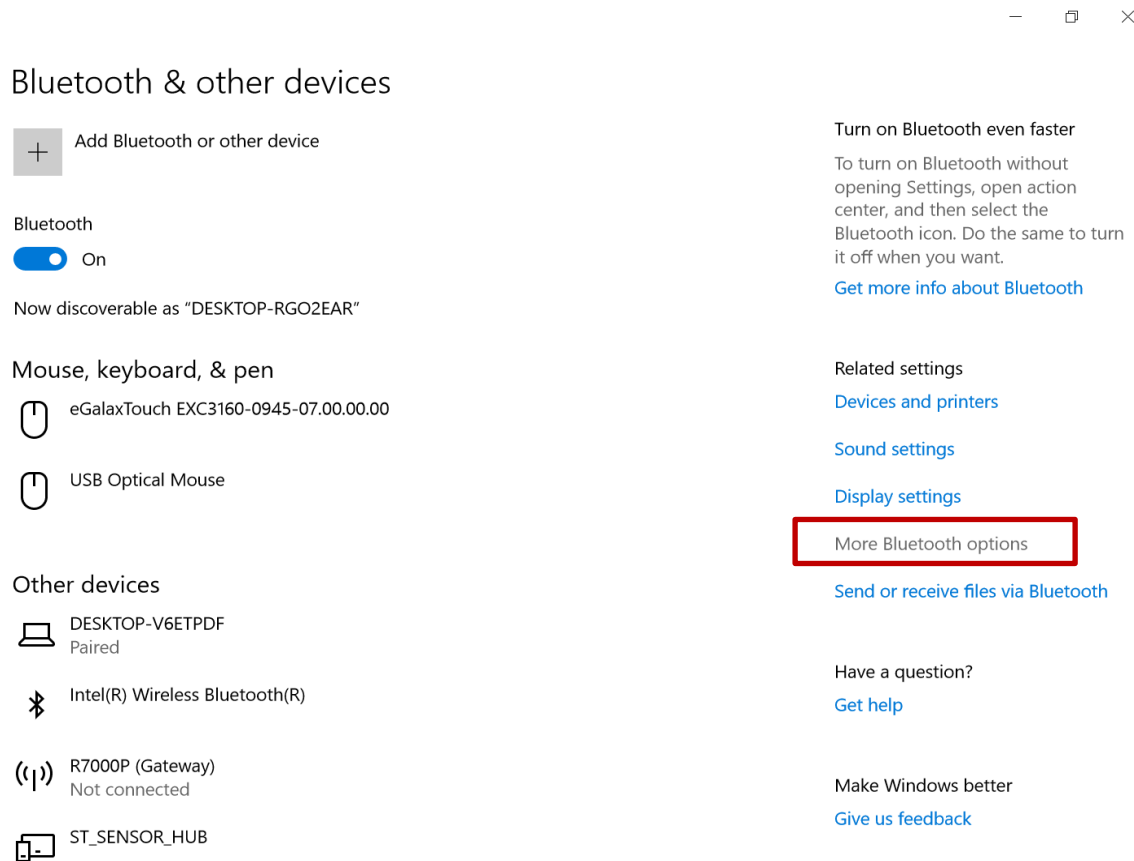 Bluetooth & other devices
Add Bluetooth or other device
Bluetooth
On
Now discoverable as “DESKTOP-RGO2EAR”
Mouse, keyboard, & pen
eGalaxTouch EXC3160-0945-07.00.00.00
USB Optical Mouse
Other devices
DESKTOP-V6ETPDF
Paired
Intel(R) Wireless Bluetooth(R)
R7000P (Gateway)
Not connected
ST_SENSOR_HUB
Turn on Bluetooth even faster
To turn on Bluetooth without
opening Settings, open action
center, and then select the
Bluetooth icon. Do the same to turn
it off when you want.
Get more info about Bluetooth
Related settings
Devices and printers
Sound settings
Display settings
More Bluetooth options
Send or receive files via Bluetooth
Have a question?
Get help
Make Windows better
Give us feedback